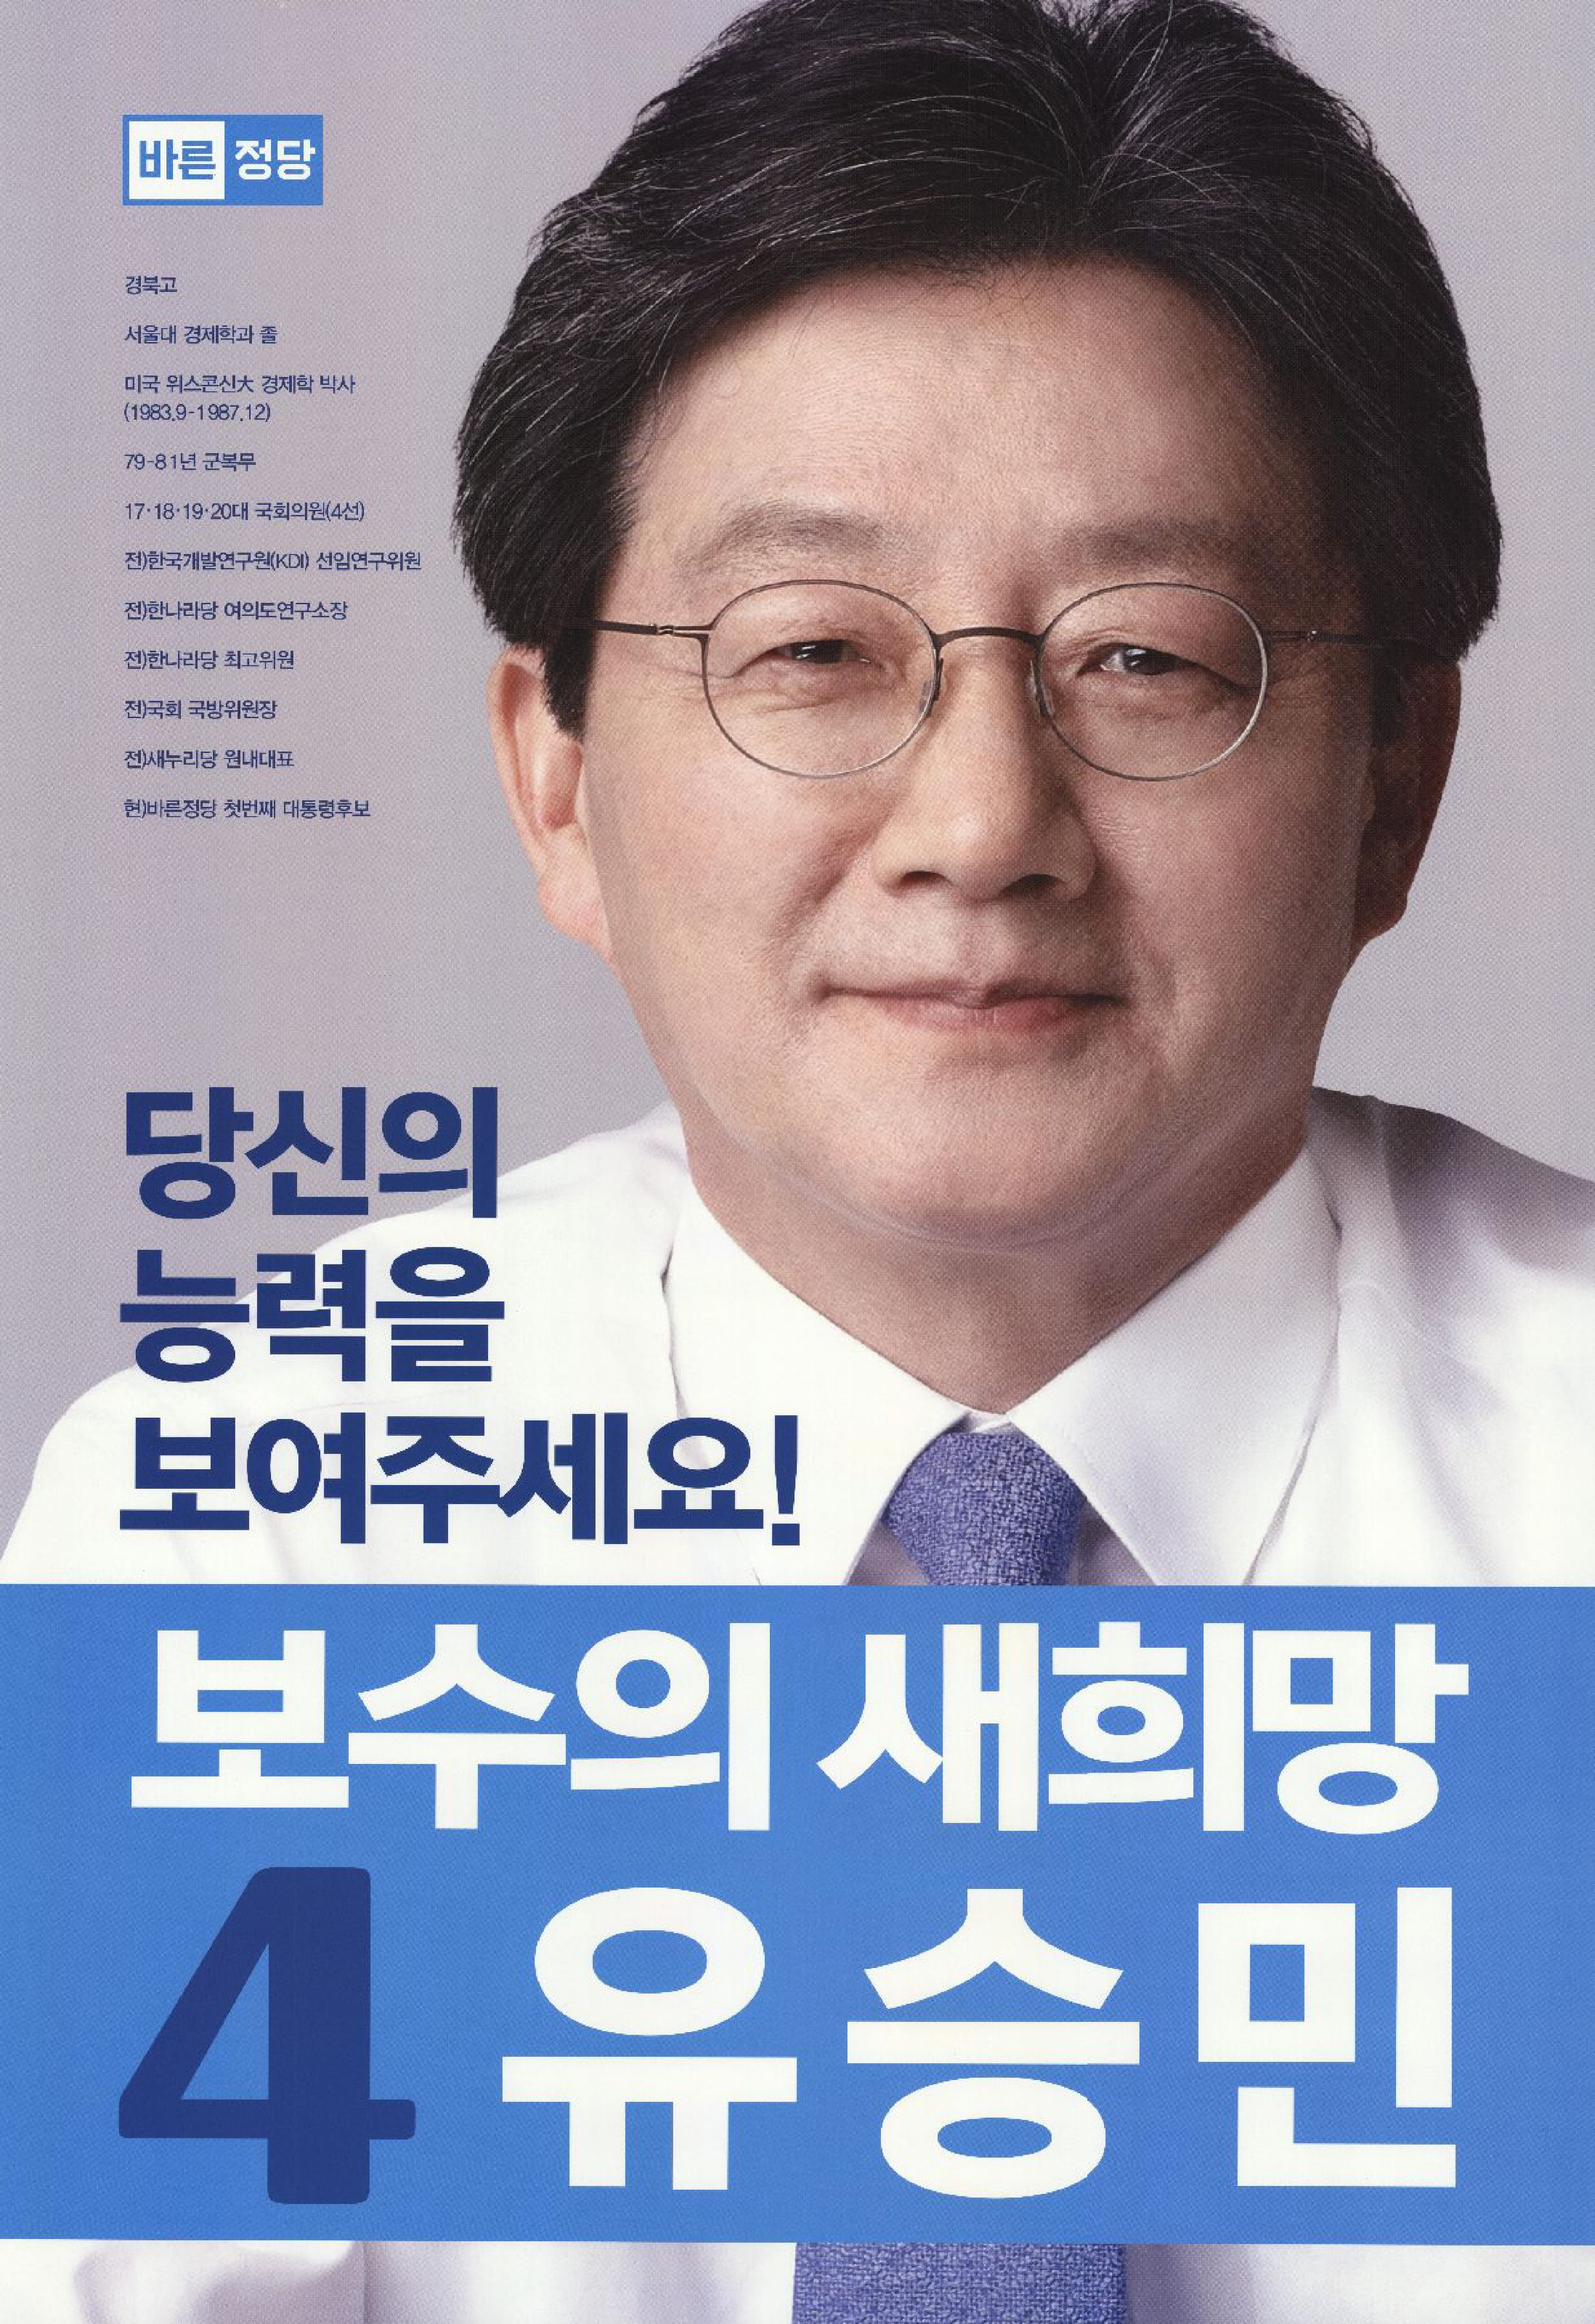 바른정당
경북고
서울대 경제학과 졸
미국 위스콘신大 경제학 박사
(1983.9-1987.12)
79-81년 군복무
17·18·19·20대 국회의원(4선)
전)한국개발연구원(KDI) 선임연구위원
전)한나라당 여의도연구소장
전)한나라당 최고위원
전)국회 국방위원장
전)새누리당 원내대표
현)바른정당 첫번째 대통령후보
당신의
능력을
보여주세요!
보수의 새희망
4 유승민